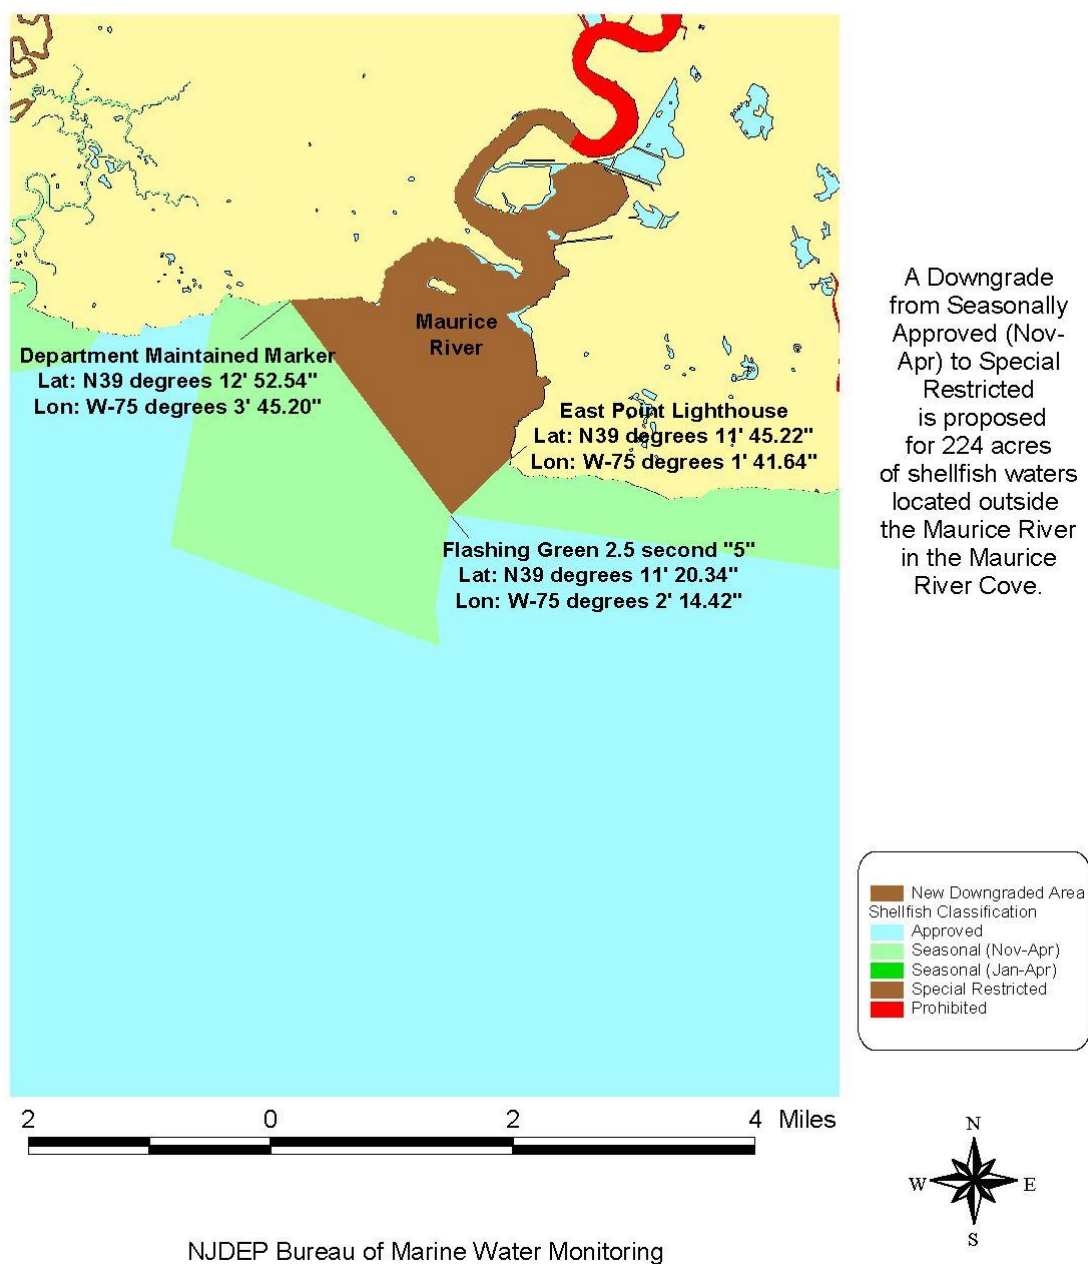 Maurice
River
Department Maintained Marker
Lat: N39 degrees 12' 52.54"
Lon: W-75 degrees 3' 45.20"
East Point Lighthouse
Lat: N39 degrees 11' 45.22"
Lon: W-75 degrees 1' 41.64"
Flashing Green 2.5 second "5"
Lat: N39 degrees 11' 20.34"
Lon: W-75 degrees 2' 14.42"
A Downgrade
from Seasonally
Approved (Nov-
Apr) to Special
Restricted
is proposed
for 224 acres
of shellfish waters
located outside
the Maurice River
in the Maurice
River Cove.
New Downgraded Area
Shellfish Classification
Approved
Seasonal (Nov-Apr)
Seasonal (Jan-Apr)
Special Restricted
Prohibited
2 0 2 4 Miles
N
W E
S
NJDEP Bureau of Marine Water Monitoring